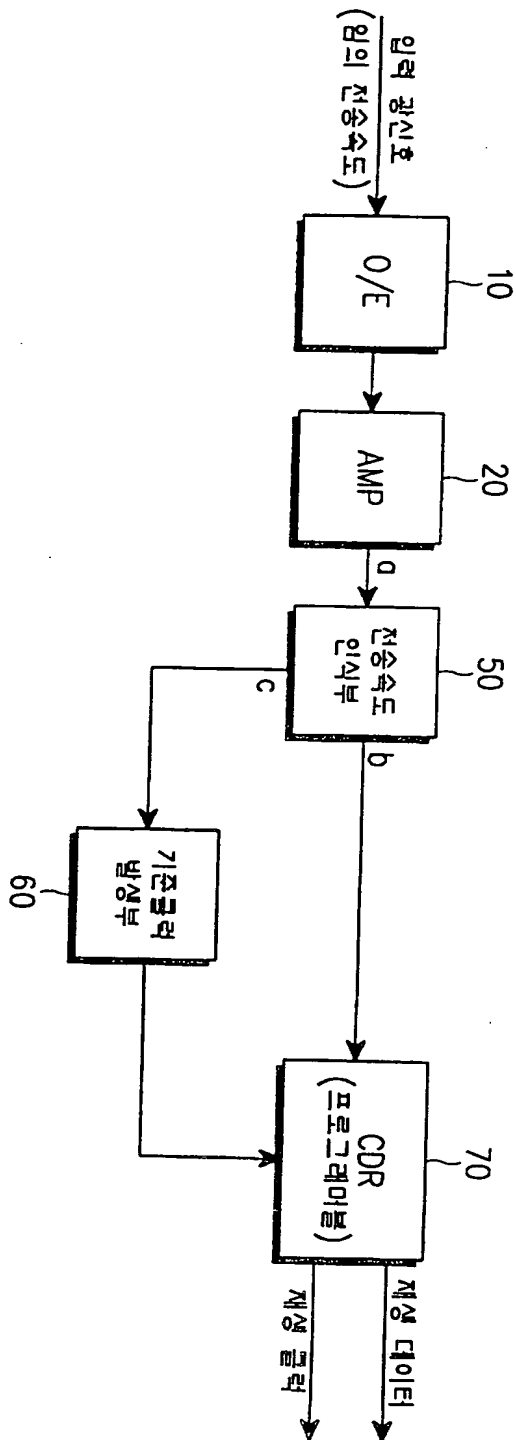 입력 광신호
(임의 전송속도)
10
O/E
20
AMP
a
50
전송속도
인식부
b
c
60
기준클럭
발생부
70
CDR
(프로그래머블)
재생 데이터
재생 클럭